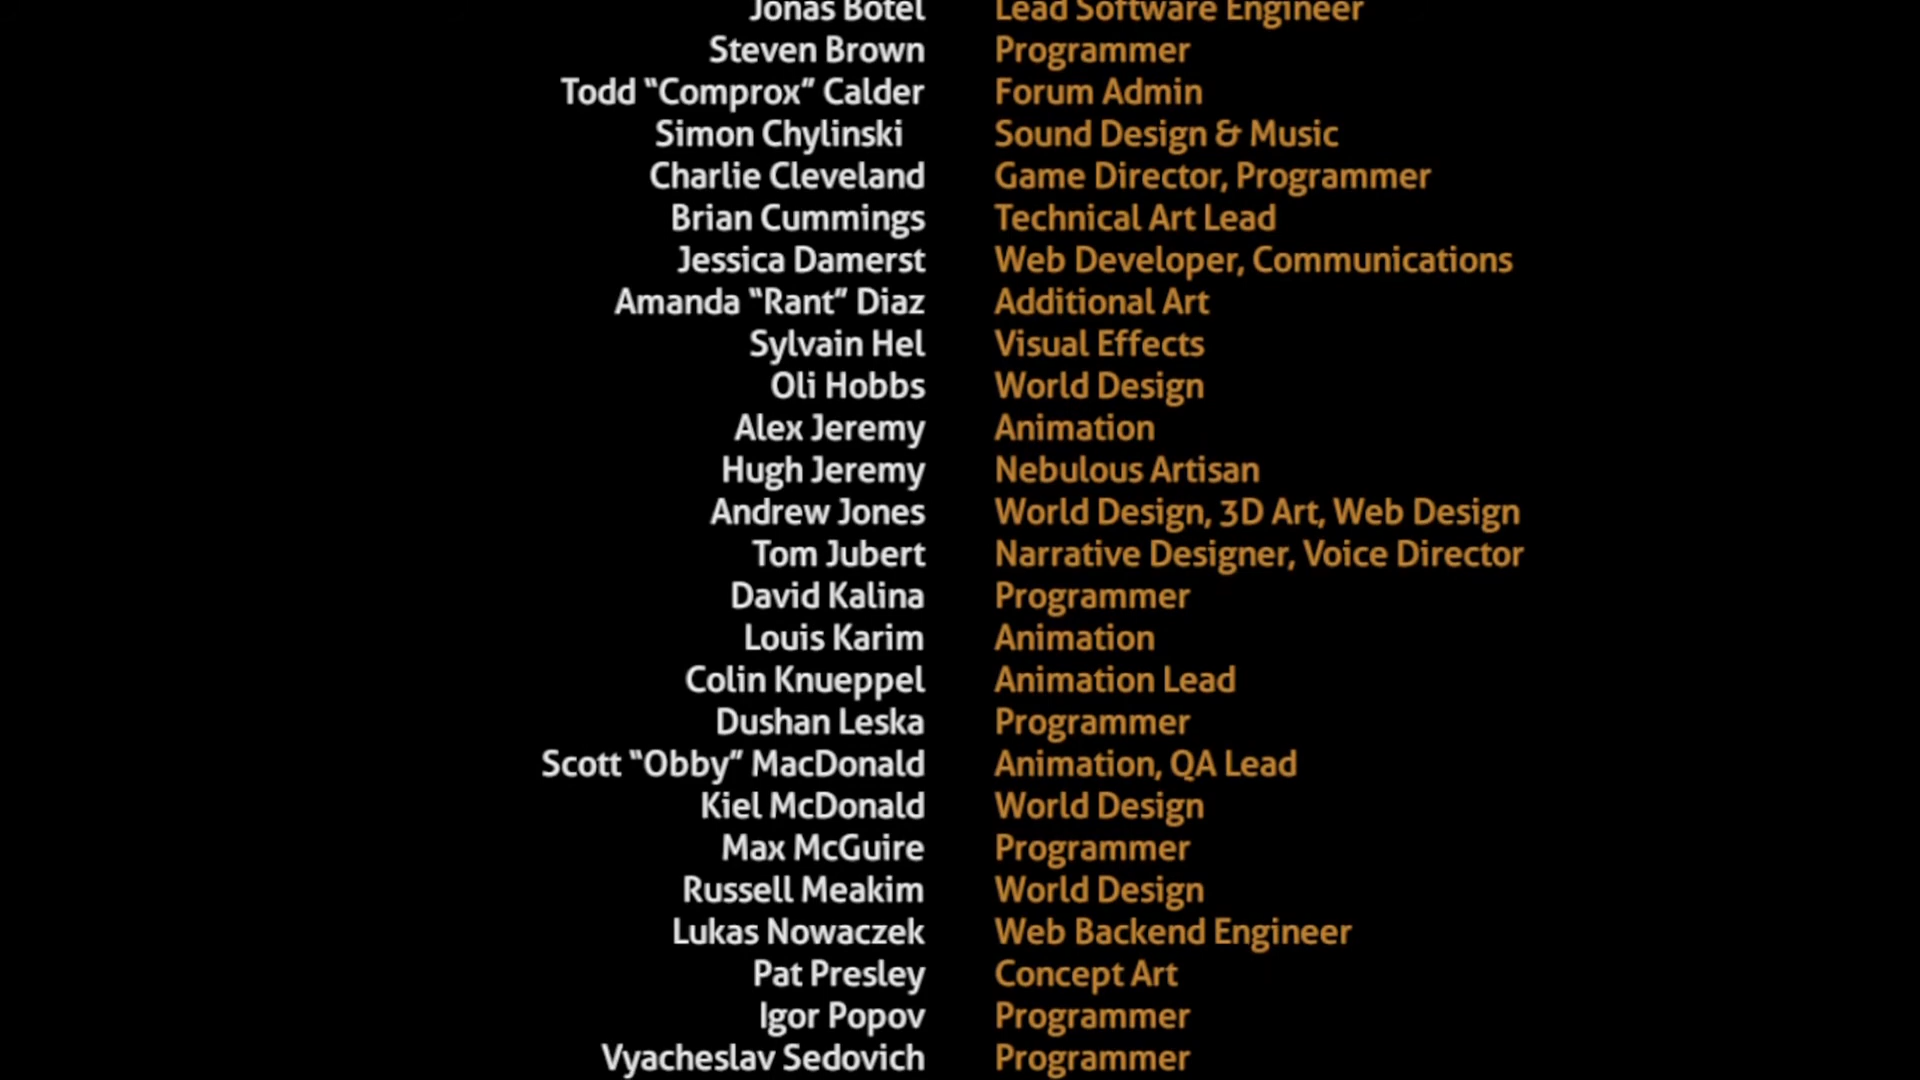 Jonas Bötel Lead Software Engineer
Steven Brown Programmer
Todd “Comprox” Calder Forum Admin
Simon Chylinski Sound Design & Music
Charlie Cleveland Game Director, Programmer
Brian Cummings Technical Art Lead
Jessica Damerst Web Developer, Communications
Amanda “Rant” Diaz Additional Art
Sylvain Hel Visual Effects
Oli Hobbs World Design
Alex Jeremy Animation
Hugh Jeremy Nebulous Artisan
Andrew Jones World Design, 3D Art, Web Design
Tom Jubert Narrative Designer, Voice Director
David Kalina Programmer
Louis Karim Animation
Colin Knueppel Animation Lead
Dushan Leska Programmer
Scott “Obby” MacDonald Animation, QA Lead
Kiel McDonald World Design
Max McGuire Programmer
Russell Meakim World Design
Lukas Nowaczek Web Backend Engineer
Pat Presley Concept Art
Igor Popov Programmer
Vyacheslav Sedovich Programmer